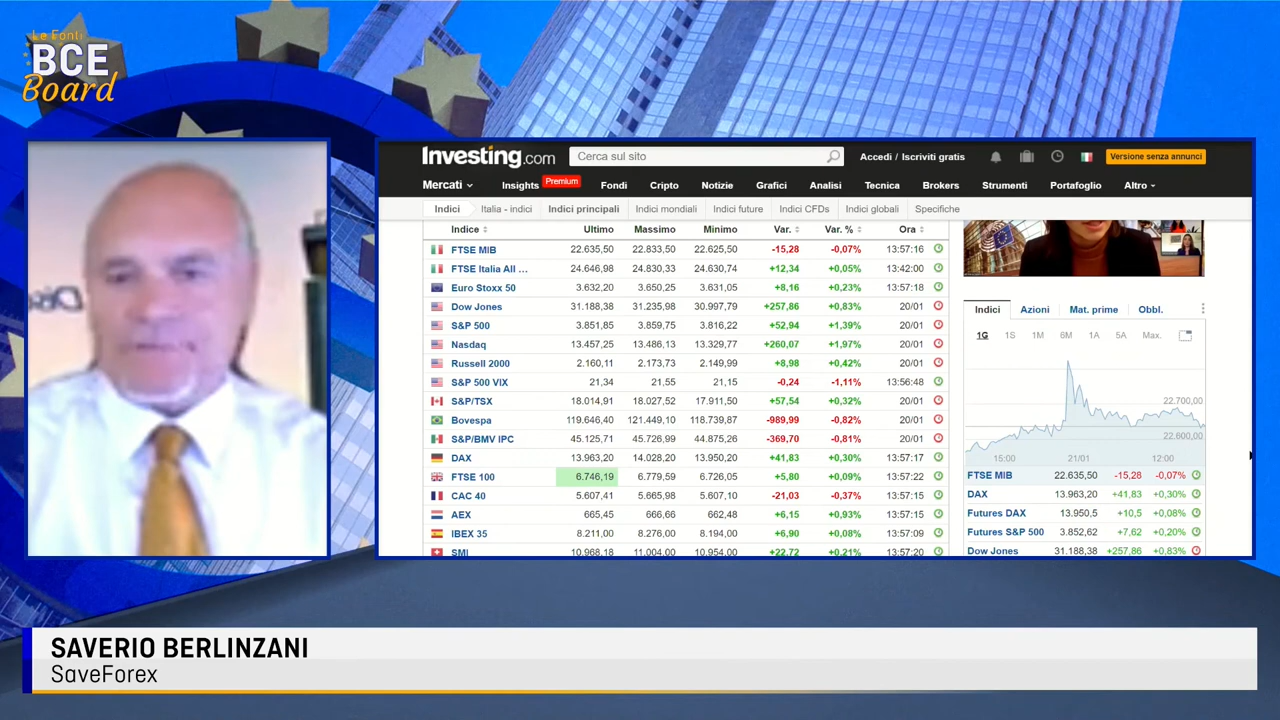 Le Fonti
BCE
Board
Investing.com
Cerca sul sito
Accedi / Iscriviti gratis
Versione senza annunci
Mercati Insights Premium Fondi Cripto Notizie Grafici Analisi Tecnica Brokers Strumenti Portafoglio Altro
Indici Italia - indici Indici principali Indici mondiali Indici future Indici CFDs Indici globali Specifiche
Indice Ultimo Massimo Minimo Var. Var. % Ora
FTSE MIB 22.635,50 22.833,50 22.625,50 -15,28 -0,07% 13:57:16
FTSE Italia All ... 24.646,98 24.830,33 24.630,74 +12,34 +0,05% 13:42:00
Euro Stoxx 50 3.632,20 3.650,25 3.631,05 +8,16 +0,23% 13:57:18
Dow Jones 31.188,38 31.235,98 30.997,79 +257,86 +0,83% 20/01
S&P 500 3.851,85 3.859,75 3.816,22 +52,94 +1,39% 20/01
Nasdaq 13.457,25 13.486,13 13.329,77 +260,07 +1,97% 20/01
Russell 2000 2.160,11 2.173,73 2.149,99 +8,98 +0,42% 20/01
S&P 500 VIX 21,34 21,55 21,15 -0,24 -1,11% 13:56:48
S&P/TSX 18.014,91 18.027,52 17.911,50 +57,54 +0,32% 20/01
Bovespa 119.646,40 121.449,10 118.739,87 -989,99 -0,82% 20/01
S&P/BMV IPC 45.125,71 45.726,99 44.875,26 -369,70 -0,81% 20/01
DAX 13.963,20 14.028,20 13.950,20 +41,83 +0,30% 13:57:17
FTSE 100 6.746,19 6.779,59 6.726,05 +5,80 +0,09% 13:57:22
CAC 40 5.607,41 5.665,98 5.607,10 -21,03 -0,37% 13:57:15
AEX 665,45 666,66 662,48 +6,15 +0,93% 13:57:15
IBEX 35 8.211,00 8.276,00 8.194,00 +6,90 +0,08% 13:57:09
SMI 10.968,18 11.004,00 10.954,00 +22,72 +0,21% 13:57:20
Indici Azioni Mat. prime Obbl.
1G 1S 1M 6M 1A 5A Max.
22.700,00
22.600,00
15:00 21/01 12:00
FTSE MIB 22.635,50 -15,28 -0,07%
DAX 13.963,20 +41,83 +0,30%
Futures DAX 13.950,5 +10,5 +0,08%
Futures S&P 500 3.852,62 +7,62 +0,20%
Dow Jones 31.188,38 +257,86 +0,83%
SAVERIO BERLINZANI
SaveForex